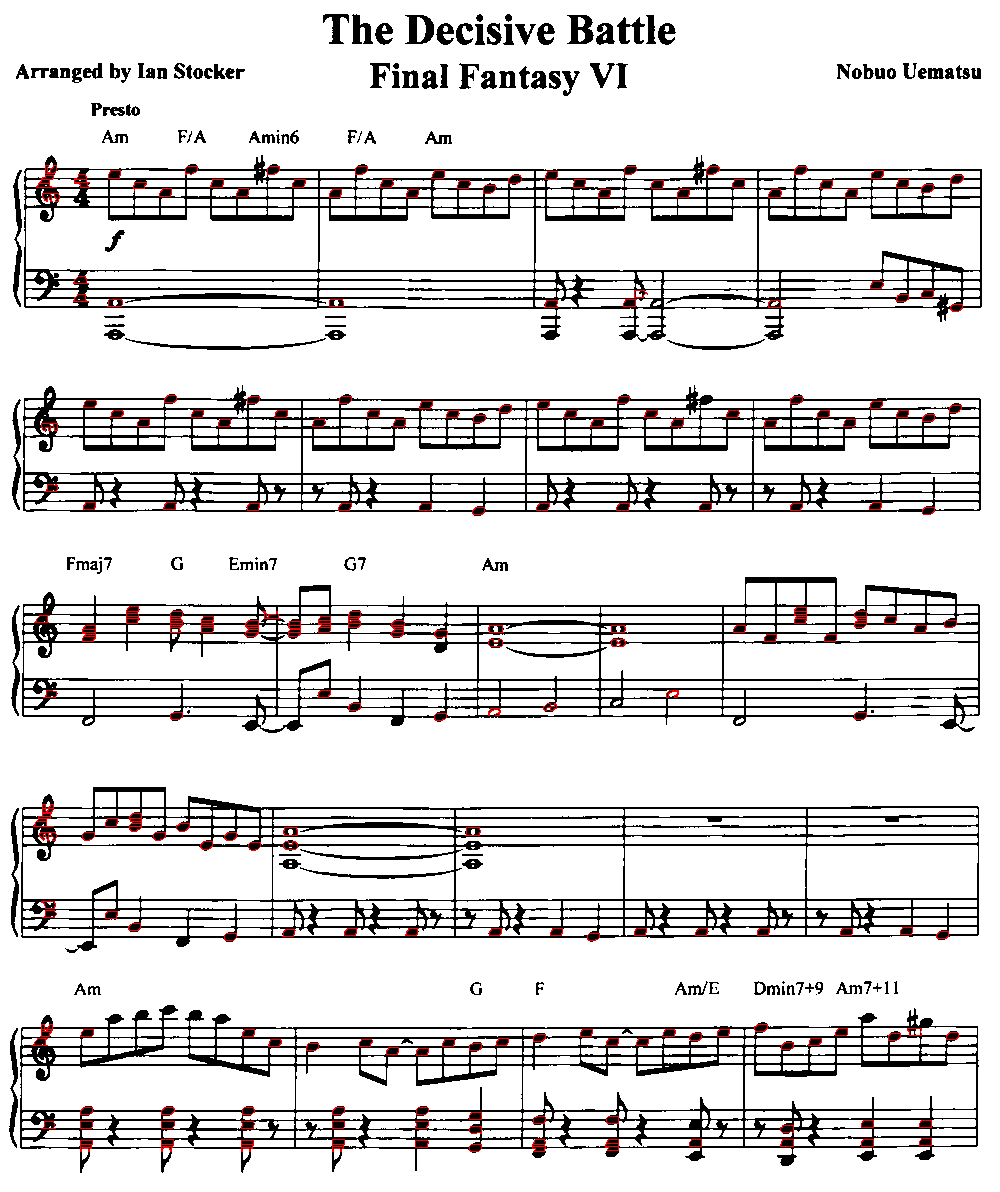 The Decisive Battle
Arranged by Ian Stocker Final Fantasy VI Nobuo Uematsu
Presto
Am F/A Amin6 F/A Am
f
Fmaj7 G Emin7 G7 Am
Am G F Am/E Dmin7+9 Am7+11